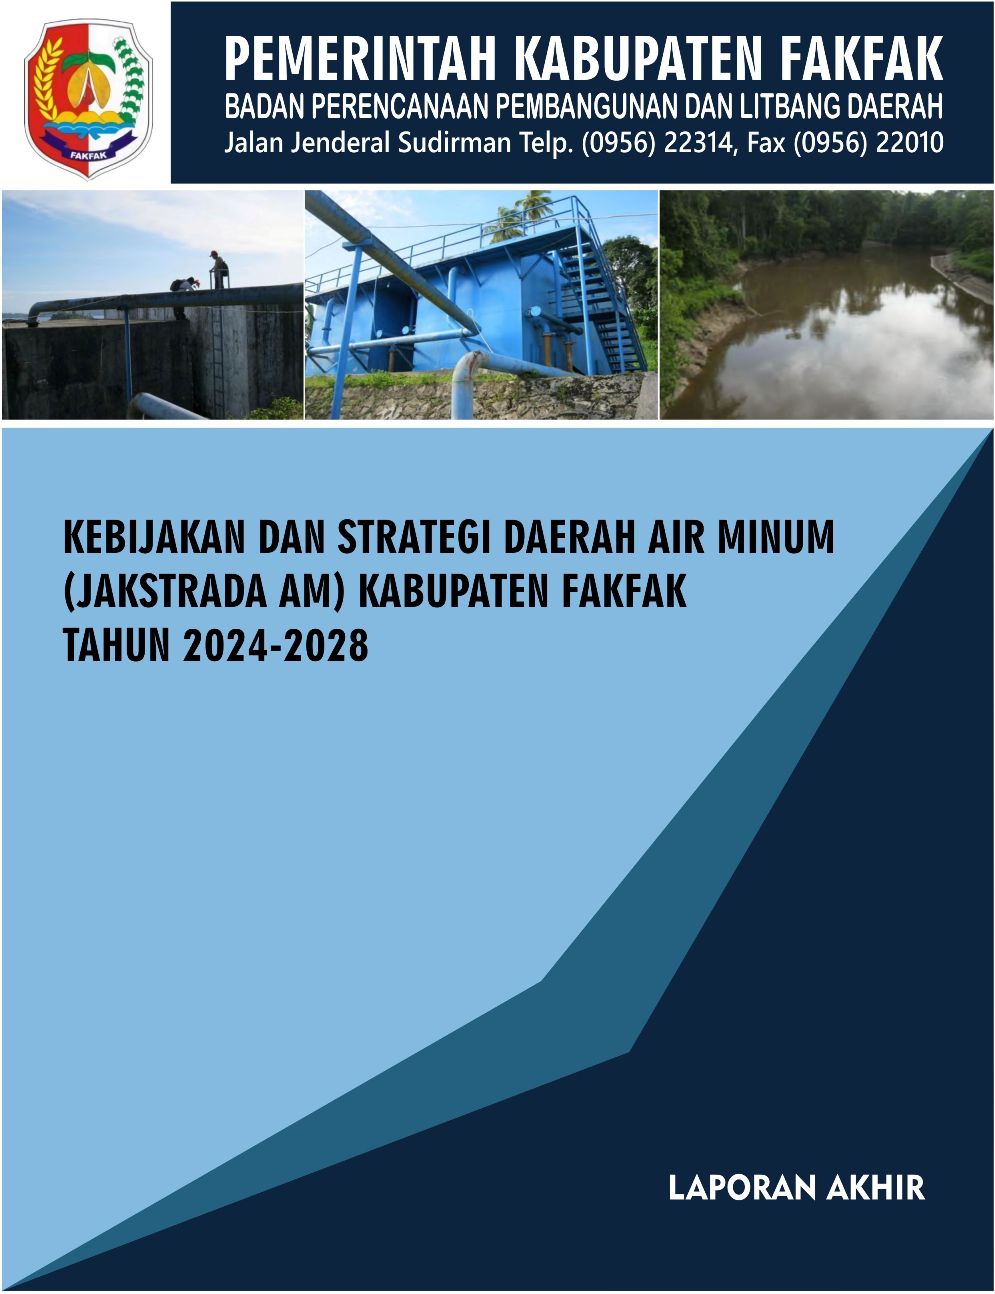 FAKFAK
PEMERINTAH KABUPATEN FAKFAK
BADAN PERENCANAAN PEMBANGUNAN DAN LITBANG DAERAH
Jalan Jenderal Sudirman Telp. (0956) 22314, Fax (0956) 22010
KEBIJAKAN DAN STRATEGI DAERAH AIR MINUM
(JAKSTRADA AM) KABUPATEN FAKFAK
TAHUN 2024-2028
LAPORAN AKHIR